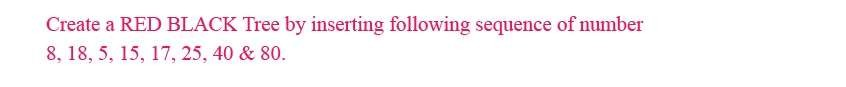 Create a RED BLACK Tree by inserting following sequence of number
8, 18, 5, 15, 17, 25, 40 & 80.